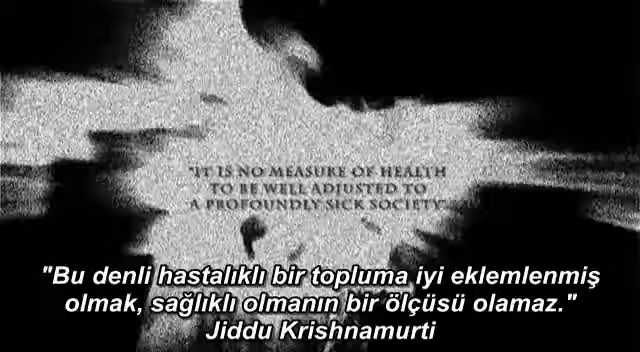 "IT IS NO MEASURE OF HEALTH
TO BE WELL ADJUSTED TO
A PROFOUNDLY SICK SOCIETY"
"Bu denli hastalıklı bir topluma iyi eklemlenmiş
olmak, sağlıklı olmanın bir ölçüsü olamaz."
Jiddu Krishnamurti